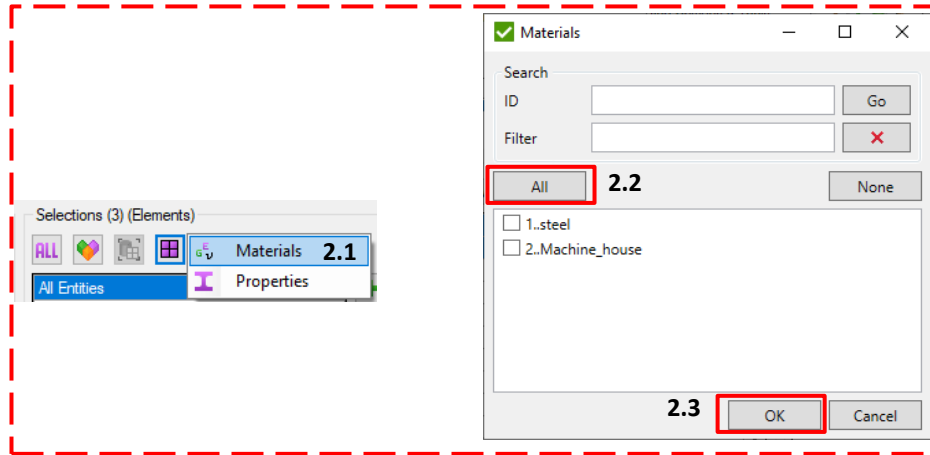 Selections (3) (Elements)
ALL
G E ν Materials 2.1
Properties
All Entities
Materials
Search
ID
Go
Filter
All 2.2
None
1..steel
2..Machine_house
2.3 OK Cancel